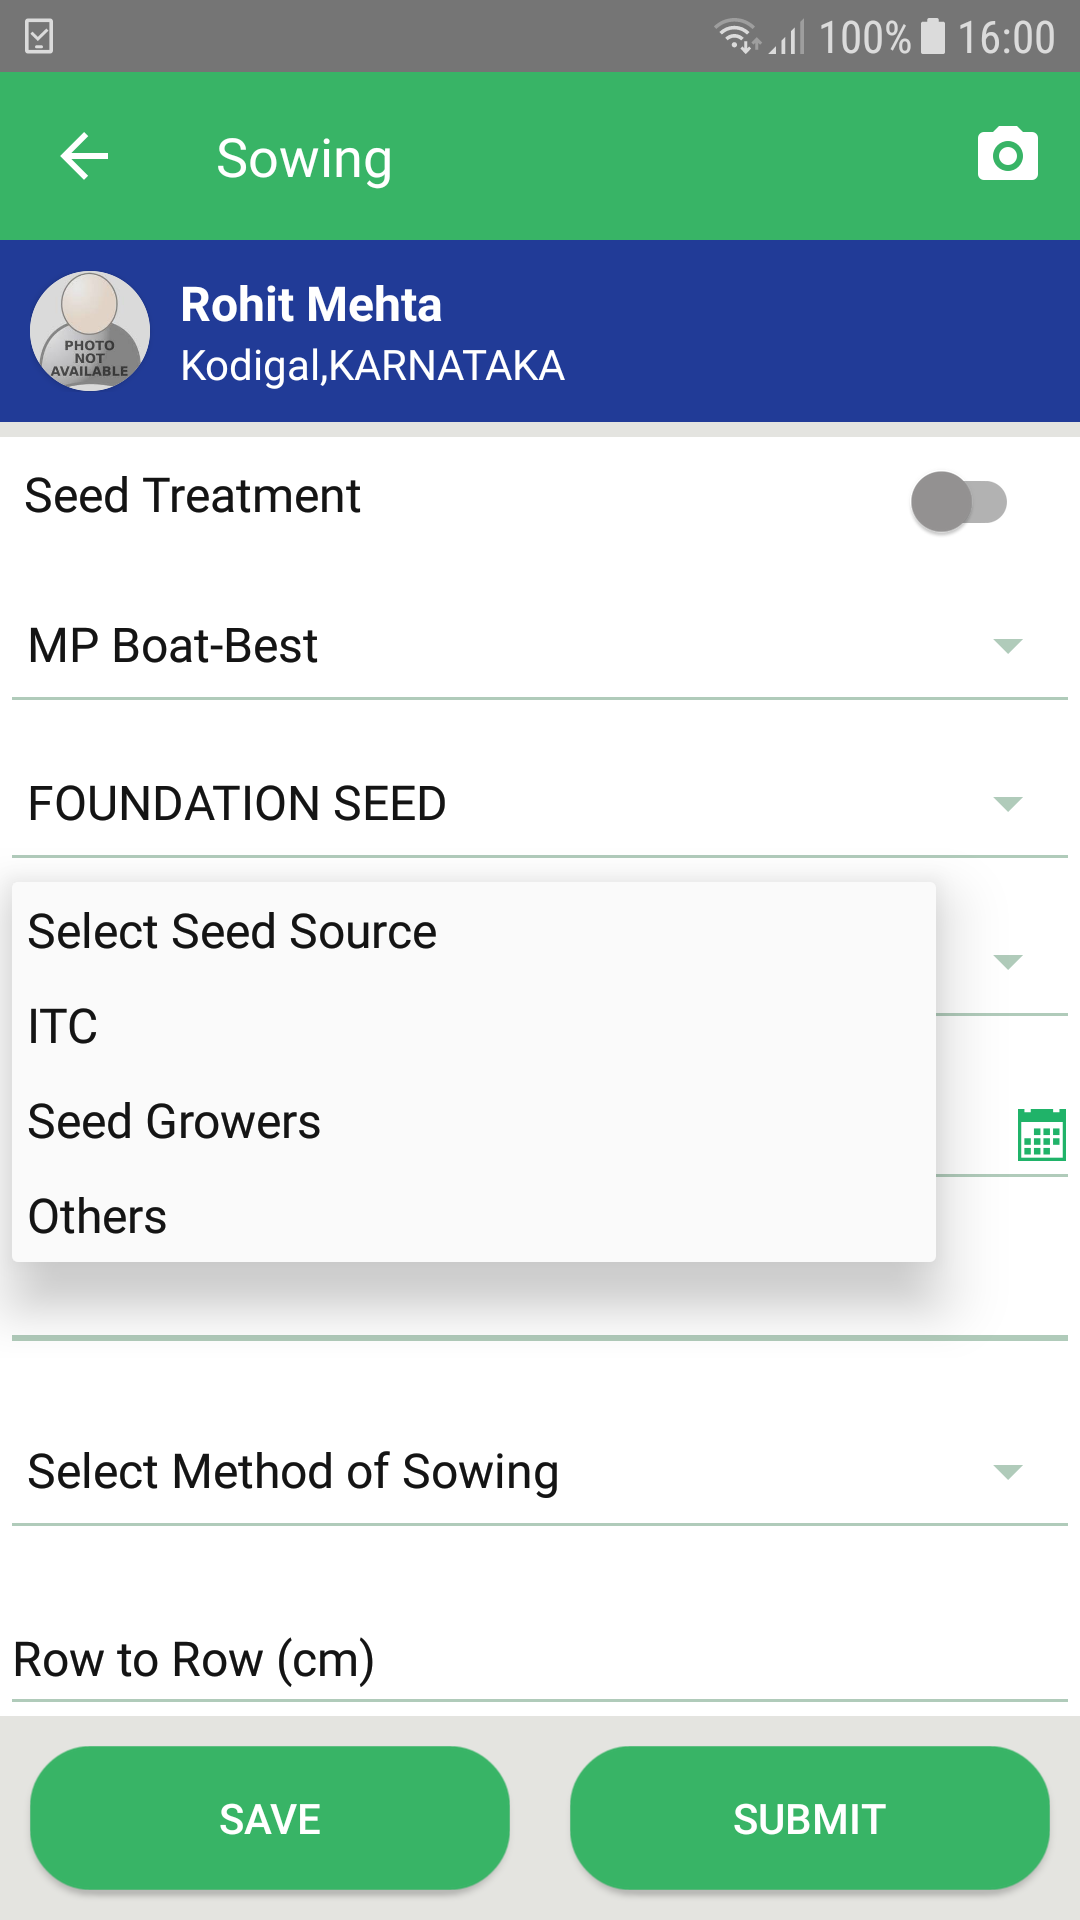 100% 16:00
Sowing
Rohit Mehta
Kodigal,KARNATAKA
PHOTO
NOT
AVAILABLE
Seed Treatment
MP Boat-Best
FOUNDATION SEED
Select Seed Source
ITC
Seed Growers
Others
Select Method of Sowing
Row to Row (cm)
SAVE
SUBMIT